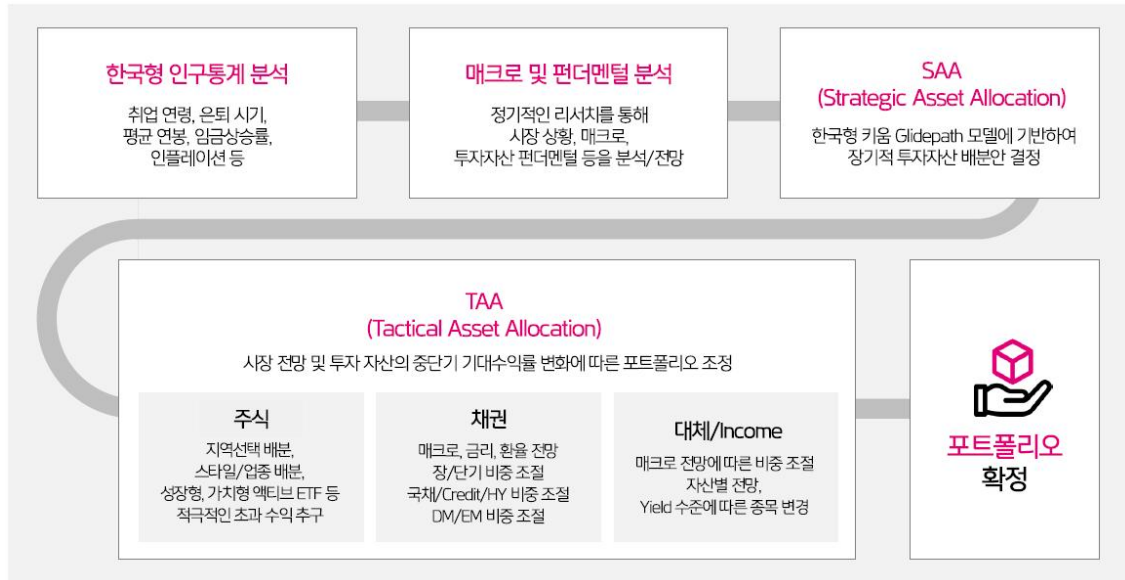 한국형 인구통계 분석
취업 연령, 은퇴 시기,
평균 연봉, 임금상승률,
인플레이션 등
매크로 및 펀더멘털 분석
정기적인 리서치를 통해
시장 상황, 매크로,
투자자산 펀더멘털 등을 분석/전망
SAA
(Strategic Asset Allocation)
한국형 키움 Glidepath 모델에 기반하여
장기적 투자자산 배분안 결정
TAA
(Tactical Asset Allocation)
시장 전망 및 투자 자산의 중단기 기대수익률 변화에 따른 포트폴리오 조정
주식
지역선택 배분,
스타일/업종 배분,
성장형, 가치형 액티브 ETF 등
적극적인 초과 수익 추구
채권
매크로, 금리, 환율 전망
장/단기 비중 조절
국채/Credit/HY 비중 조절
DM/EM 비중 조절
대체/Income
매크로 전망에 따른 비중 조절
자산별 전망,
Yield 수준에 따른 종목 변경
포트폴리오
확정